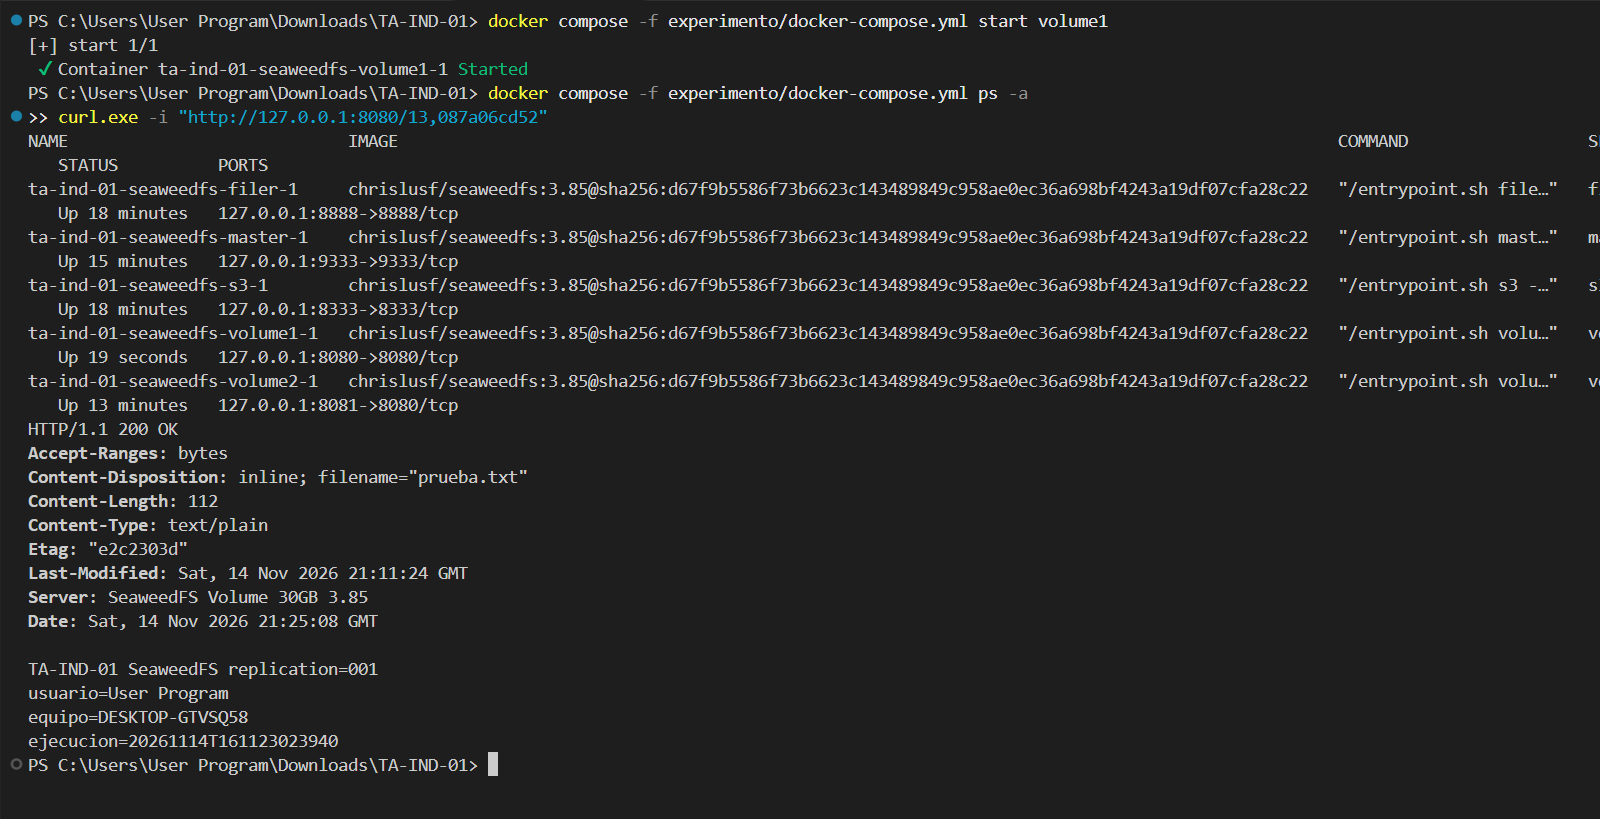 PS C:\Users\User Program\Downloads\TA-IND-01> docker compose -f experimento/docker-compose.yml start volume1
[+] start 1/1
✓ Container ta-ind-01-seaweedfs-volume1-1 Started
PS C:\Users\User Program\Downloads\TA-IND-01> docker compose -f experimento/docker-compose.yml ps -a
>> curl.exe -i "http://127.0.0.1:8080/13,087a06cd52"
NAME IMAGE COMMAND S
STATUS PORTS
ta-ind-01-seaweedfs-filer-1 chrislusf/seaweedfs:3.85@sha256:d67f9b5586f73b6623c143489849c958ae0ec36a698bf4243a19df07cfa28c22 "/entrypoint.sh file…" f
Up 18 minutes 127.0.0.1:8888->8888/tcp
ta-ind-01-seaweedfs-master-1 chrislusf/seaweedfs:3.85@sha256:d67f9b5586f73b6623c143489849c958ae0ec36a698bf4243a19df07cfa28c22 "/entrypoint.sh mast…" m
Up 15 minutes 127.0.0.1:9333->9333/tcp
ta-ind-01-seaweedfs-s3-1 chrislusf/seaweedfs:3.85@sha256:d67f9b5586f73b6623c143489849c958ae0ec36a698bf4243a19df07cfa28c22 "/entrypoint.sh s3 -…" s
Up 18 minutes 127.0.0.1:8333->8333/tcp
ta-ind-01-seaweedfs-volume1-1 chrislusf/seaweedfs:3.85@sha256:d67f9b5586f73b6623c143489849c958ae0ec36a698bf4243a19df07cfa28c22 "/entrypoint.sh volu…" v
Up 19 seconds 127.0.0.1:8080->8080/tcp
ta-ind-01-seaweedfs-volume2-1 chrislusf/seaweedfs:3.85@sha256:d67f9b5586f73b6623c143489849c958ae0ec36a698bf4243a19df07cfa28c22 "/entrypoint.sh volu…" v
Up 13 minutes 127.0.0.1:8081->8080/tcp
HTTP/1.1 200 OK
Accept-Ranges: bytes
Content-Disposition: inline; filename="prueba.txt"
Content-Length: 112
Content-Type: text/plain
Etag: "e2c2303d"
Last-Modified: Sat, 14 Nov 2026 21:11:24 GMT
Server: SeaweedFS Volume 30GB 3.85
Date: Sat, 14 Nov 2026 21:25:08 GMT
TA-IND-01 SeaweedFS replication=001
usuario=User Program
equipo=DESKTOP-GTVSQ58
ejecucion=20261114T161123023940
PS C:\Users\User Program\Downloads\TA-IND-01>